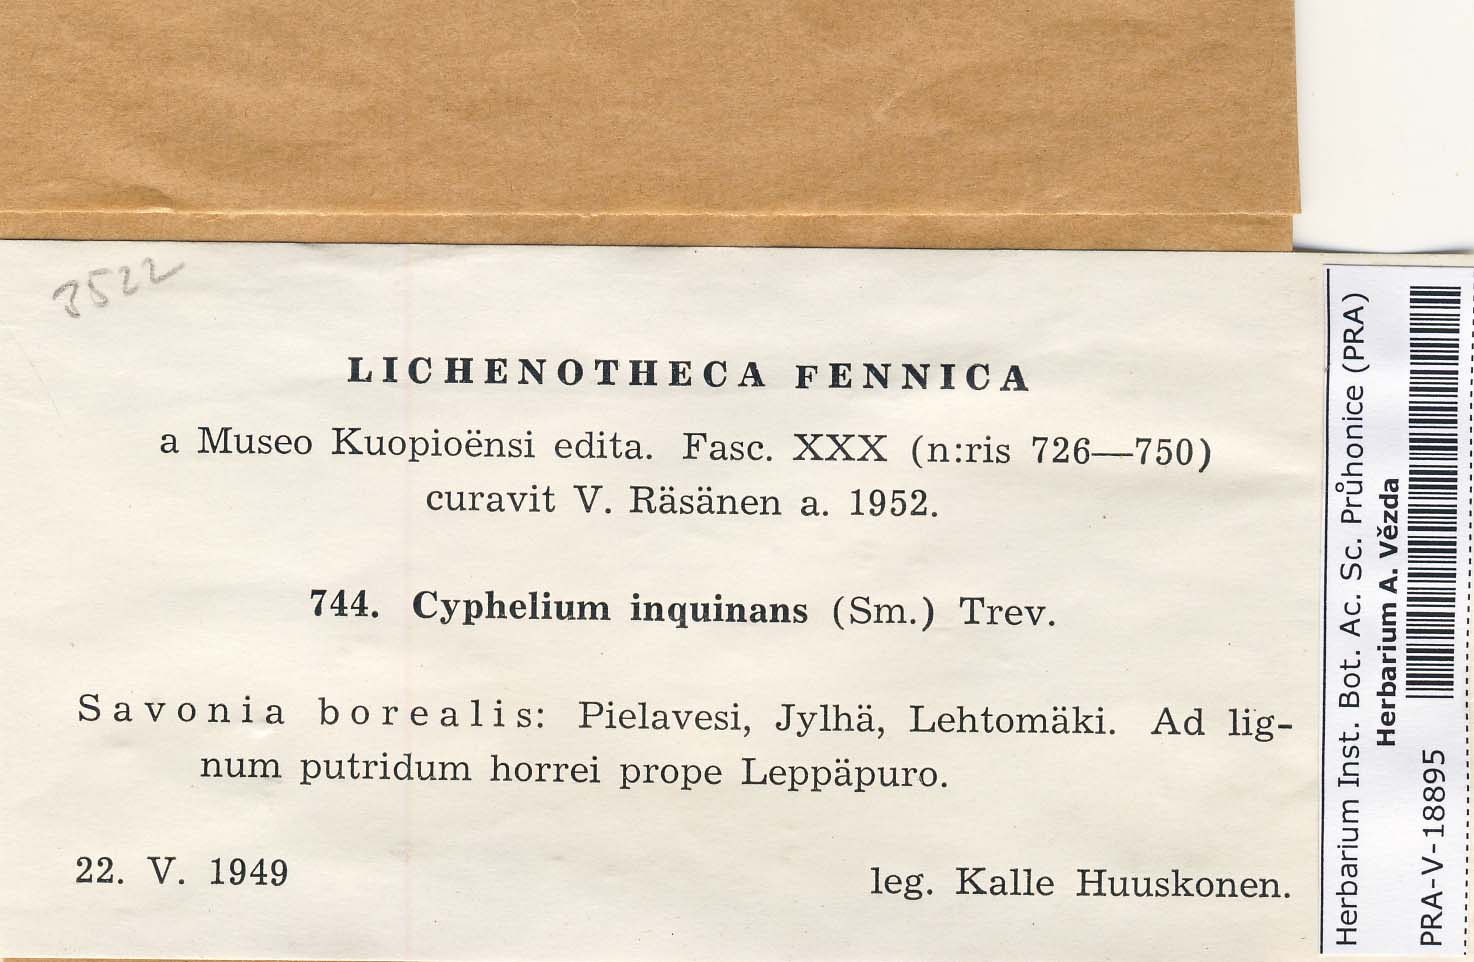 3522
LICHENOTHECA FENNICA
a Museo Kuopioënsi edita. Fasc. XXX (n:ris 726—750)
curavit V. Räsänen a. 1952.
744. Cyphelium inquinans (Sm.) Trev.
Savonia borealis: Pielavesi, Jylhä, Lehtomäki. Ad lig-
num putridum horrei prope Leppäpuro.
22. V. 1949
leg. Kalle Huuskonen.
Herbarium Inst. Bot. Ac. Sc. Průhonice (PRA)
Herbarium A. Vězda
PRA-V-18895